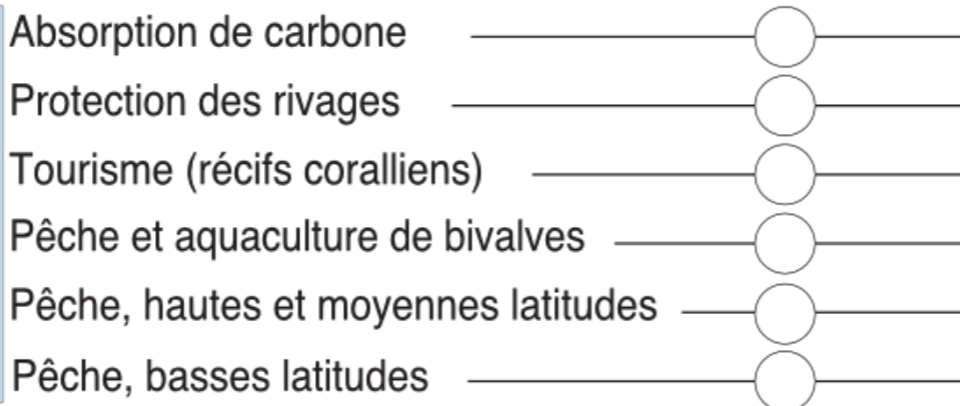 Absorption de carbone
Protection des rivages
Tourisme (récifs coralliens)
Pêche et aquaculture de bivalves
Pêche, hautes et moyennes latitudes
Pêche, basses latitudes